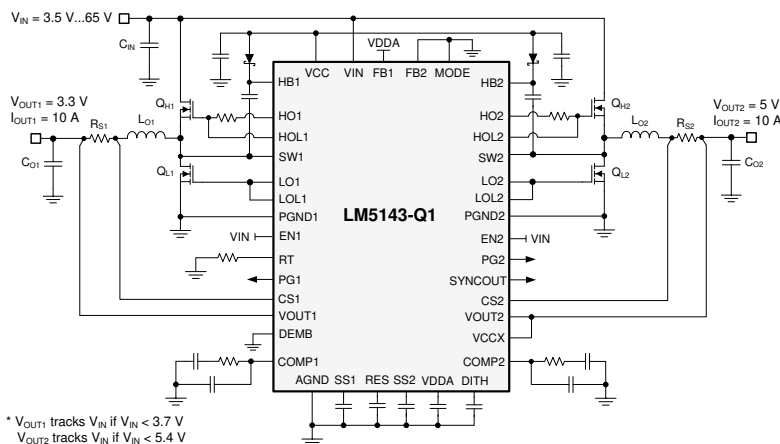 V_IN = 3.5 V...65 V
C_IN
VDDA
VCC VIN FB1 FB2 MODE
V_OUT1 = 3.3 V
I_OUT1 = 10 A
R_S1
L_O1
C_O1
Q_H1
Q_L1
HB1
HO1
HOL1
SW1
LO1
LOL1
PGND1
VIN
EN1
RT
PG1
CS1
VOUT1
DEMB
COMP1
LM5143-Q1
HB2
HO2
HOL2
SW2
LO2
LOL2
PGND2
EN2
VIN
PG2
SYNCOUT
CS2
VOUT2
VCCX
COMP2
Q_H2
Q_L2
L_O2
R_S2
V_OUT2 = 5 V
I_OUT2 = 10 A
C_O2
AGND SS1 RES SS2 VDDA DITH
* V_OUT1 tracks V_IN if V_IN < 3.7 V
V_OUT2 tracks V_IN if V_IN < 5.4 V